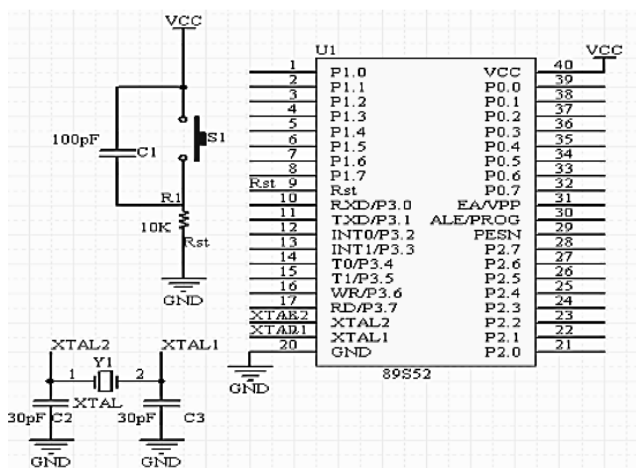 VCC
S1
100pF
C1
R1
10K
Rst
GND
XTAL2
XTAL1
Y1
1
2
XTAL
30pF C2
30pF C3
GND
GND
U1
VCC
1 P1.0 VCC 40
2 P1.1 P0.0 39
3 P1.2 P0.1 38
4 P1.3 P0.2 37
5 P1.4 P0.3 36
6 P1.5 P0.4 35
7 P1.6 P0.5 34
8 P1.7 P0.6 33
Rst 9 Rst P0.7 32
10 RXD/P3.0 EA/VPP 31
11 TXD/P3.1 ALE/PROG 30
12 INT0/P3.2 PESN 29
13 INT1/P3.3 P2.7 28
14 T0/P3.4 P2.6 27
15 T1/P3.5 P2.5 26
16 WR/P3.6 P2.4 25
17 RD/P3.7 P2.3 24
XTAL2 XTAL2 P2.2 23
XTAL1 XTAL1 P2.1 22
20 GND P2.0 21
GND
89S52